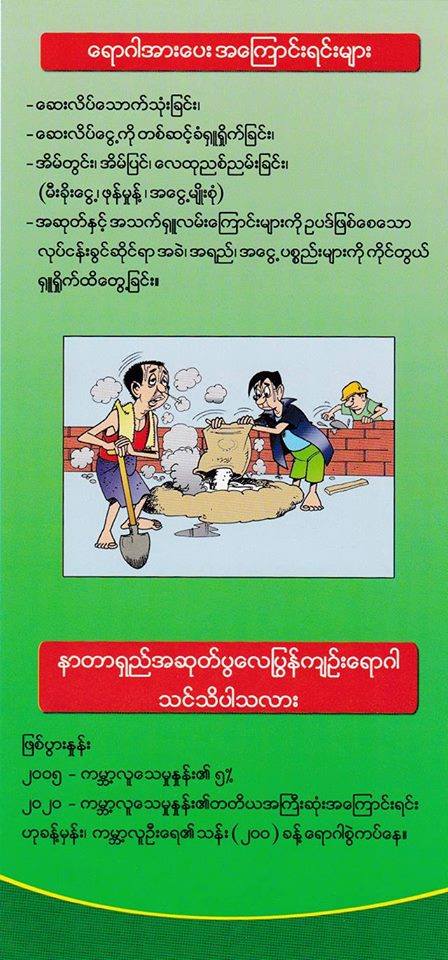 ရောဂါအားပေး အကြောင်းရင်းများ
- ဆေးလိပ်သောက်သုံးခြင်း၊
- ဆေးလိပ်ငွေ့ကို တစ်ဆင့်ခံရှူရှိုက်ခြင်း၊
- အိမ်တွင်း၊ အိမ်ပြင်၊ လေထုညစ်ညမ်းခြင်း၊
(မီးခိုးငွေ့၊ ဖုန်မှုန့်၊ အငွေ့မျိုးစုံ)
- အဆုတ်နှင့် အသက်ရှူလမ်းကြောင်းများကို ဥပဒ်ဖြစ်စေသော
လုပ်ငန်းခွင်ဆိုင်ရာ အခဲ၊ အရည်၊ အငွေ့ ပစ္စည်းများကို ကိုင်တွယ်
ရှူရှိုက်ထိတွေ့ခြင်း။
နာတာရှည်အဆုတ်ပွလေပြွန်ကျဉ်းရောဂါ
သင်သိပါသလား
ဖြစ်ပွားနှုန်း
၂၀၀၅ - ကမ္ဘာ့လူသေမှုနှုန်း၏ ၅%
၂၀၂၀ - ကမ္ဘာ့လူသေမှုနှုန်း၏တတိယအကြီးဆုံးအကြောင်းရင်း
ဟုခန့်မှန်း၊ ကမ္ဘာ့လူဦးရေ၏ သန်း (၂၀၀) ခန့် ရောဂါစွဲကပ်နေ။